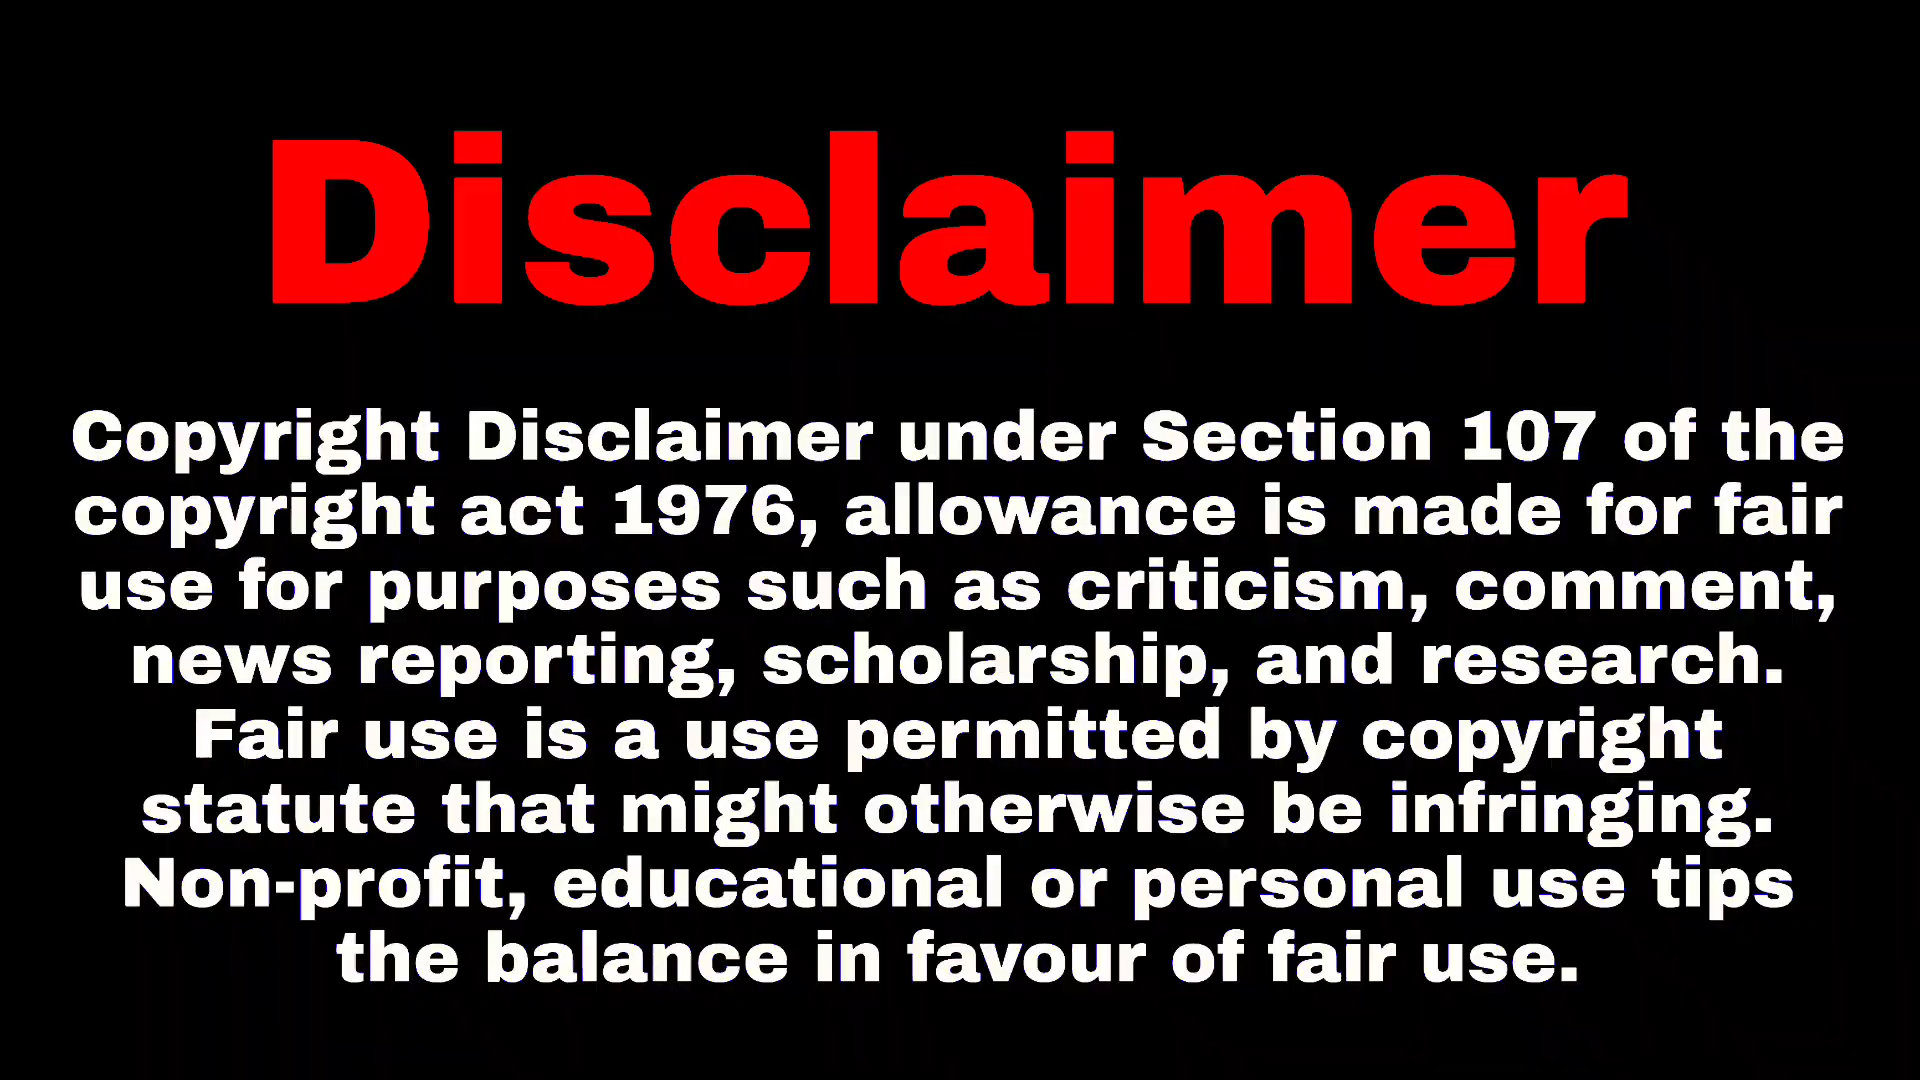 Disclaimer
Copyright Disclaimer under Section 107 of the
copyright act 1976, allowance is made for fair
use for purposes such as criticism, comment,
news reporting, scholarship, and research.
Fair use is a use permitted by copyright
statute that might otherwise be infringing.
Non-profit, educational or personal use tips
the balance in favour of fair use.